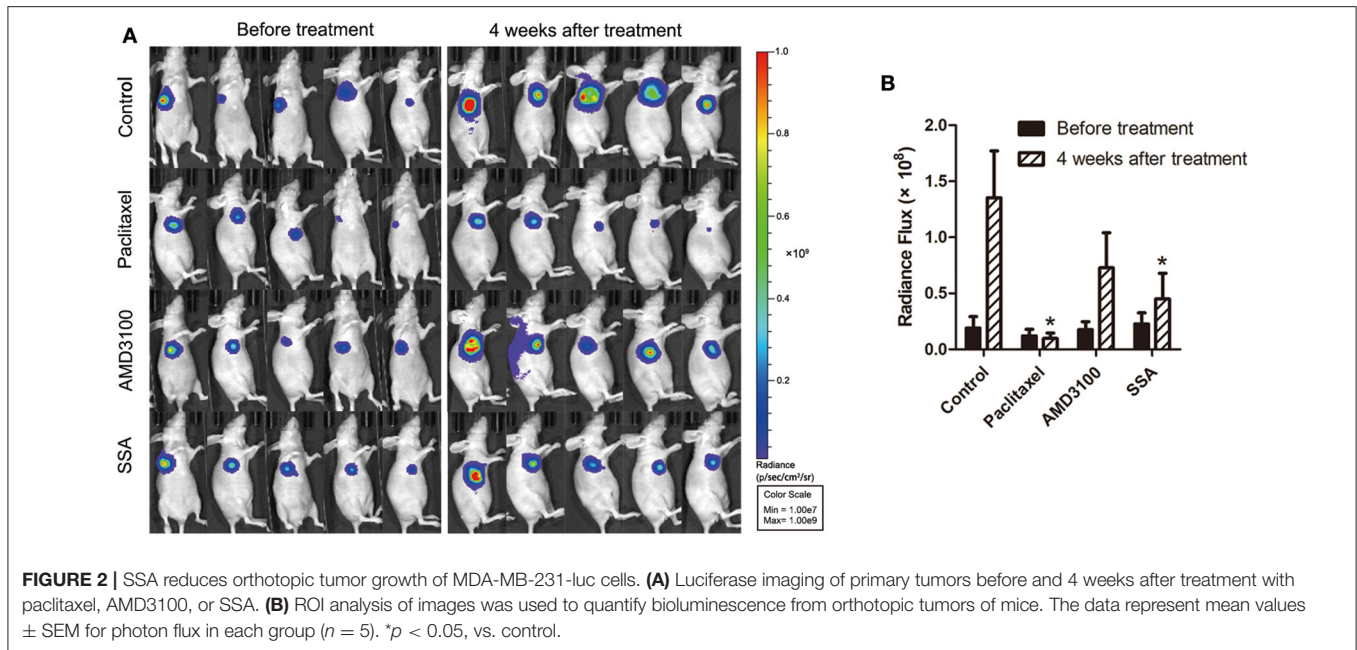 A
Before treatment
4 weeks after treatment
Control
Paclitaxel
AMD3100
SSA
1.0
0.8
0.6
×10⁹
0.4
0.2
Radiance
(p/sec/cm²/sr)
Color Scale
Min = 1.00e7
Max= 1.00e9
B
Before treatment
4 weeks after treatment
Radiance Flux (× 10⁸)
2.0
1.5
1.0
0.5
0.0
*
*
Control
Paclitaxel
AMD3100
SSA
FIGURE 2 | SSA reduces orthotopic tumor growth of MDA-MB-231-luc cells. (A) Luciferase imaging of primary tumors before and 4 weeks after treatment with
paclitaxel, AMD3100, or SSA. (B) ROI analysis of images was used to quantify bioluminescence from orthotopic tumors of mice. The data represent mean values
± SEM for photon flux in each group (n = 5). *p < 0.05, vs. control.